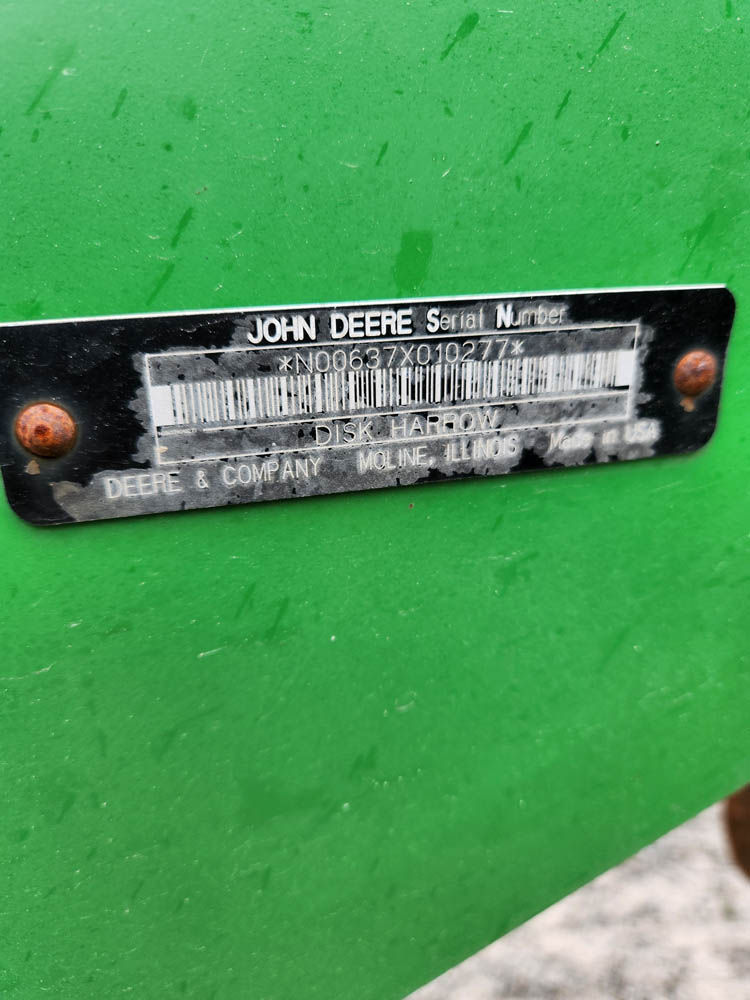 JOHN DEERE Serial Number
*N00637X010277*
DISK HARROW
DEERE & COMPANY MOLINE, ILLINOIS Made in USA